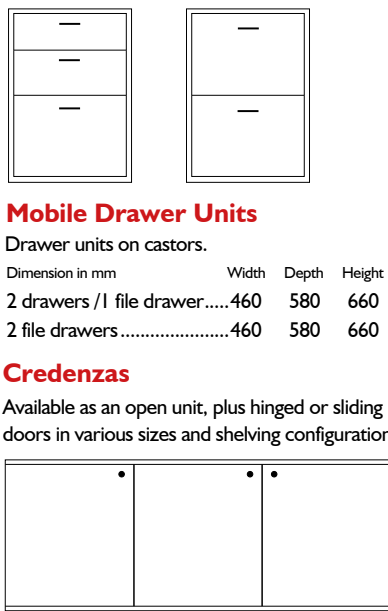 Mobile Drawer Units
Drawer units on castors.
Dimension in mm Width Depth Height
2 drawers /1 file drawer.....460 580 660
2 file drawers......................460 580 660
Credenzas
Available as an open unit, plus hinged or sliding
doors in various sizes and shelving configuration